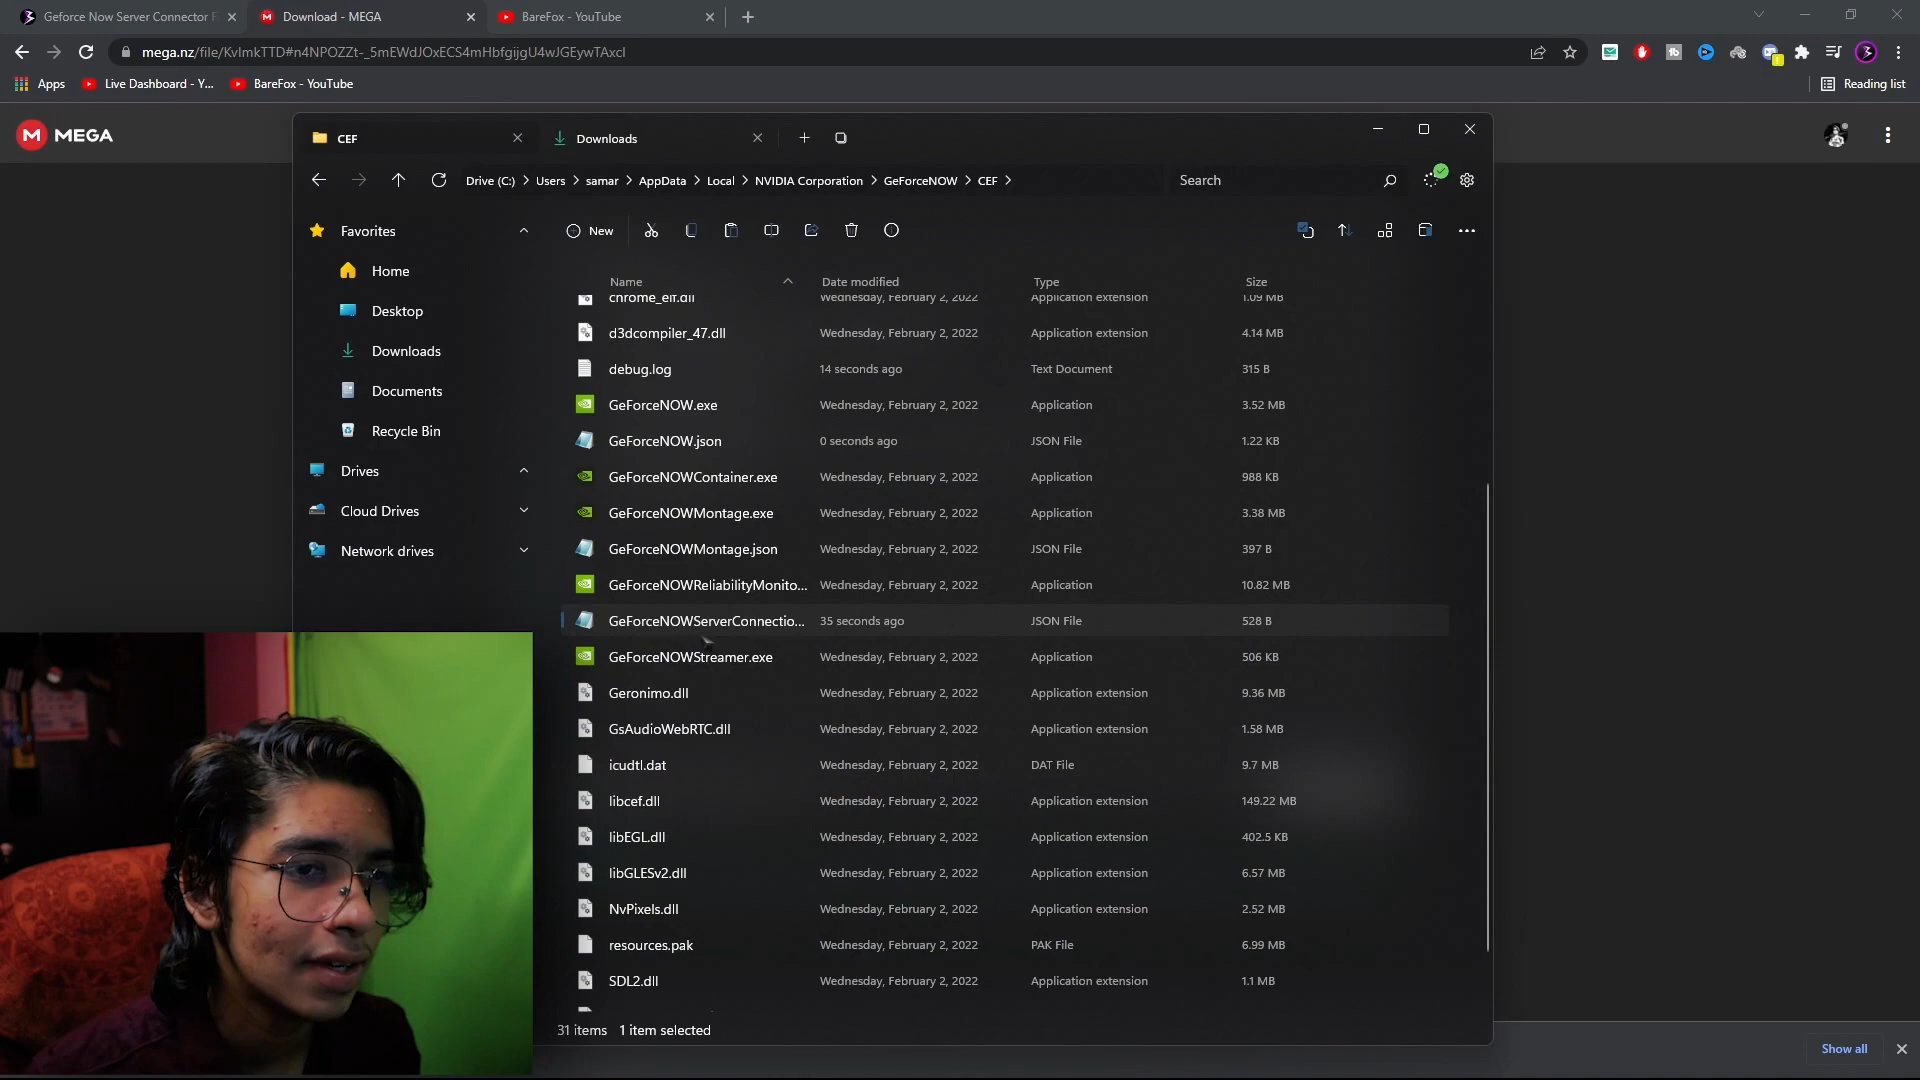 Geforce Now Server Connector F
Download - MEGA
BareFox - YouTube
mega.nz/file/KvlmkTTD#n4NPOZZt-_5mEWdJOxECS4mHbfgijgU4wJGEywTAxcI
Apps
Live Dashboard - Y...
BareFox - YouTube
Reading list
MEGA
CEF
Downloads
Drive (C:) > Users > samar > AppData > Local > NVIDIA Corporation > GeForceNOW > CEF >
Search
New
Favorites
Home
Desktop
Downloads
Documents
Recycle Bin
Drives
Cloud Drives
Network drives
Name Date modified Type Size
chrome_elf.dll Wednesday, February 2, 2022 Application extension 1.09 MB
d3dcompiler_47.dll Wednesday, February 2, 2022 Application extension 4.14 MB
debug.log 14 seconds ago Text Document 315 B
GeForceNOW.exe Wednesday, February 2, 2022 Application 3.52 MB
GeForceNOW.json 0 seconds ago JSON File 1.22 KB
GeForceNOWContainer.exe Wednesday, February 2, 2022 Application 988 KB
GeForceNOWMontage.exe Wednesday, February 2, 2022 Application 3.38 MB
GeForceNOWMontage.json Wednesday, February 2, 2022 JSON File 397 B
GeForceNOWReliabilityMonito... Wednesday, February 2, 2022 Application 10.82 MB
GeForceNOWServerConnectio... 35 seconds ago JSON File 528 B
GeForceNOWStreamer.exe Wednesday, February 2, 2022 Application 506 KB
Geronimo.dll Wednesday, February 2, 2022 Application extension 9.36 MB
GsAudioWebRTC.dll Wednesday, February 2, 2022 Application extension 1.58 MB
icudtl.dat Wednesday, February 2, 2022 DAT File 9.7 MB
libcef.dll Wednesday, February 2, 2022 Application extension 149.22 MB
libEGL.dll Wednesday, February 2, 2022 Application extension 402.5 KB
libGLESv2.dll Wednesday, February 2, 2022 Application extension 6.57 MB
NvPixels.dll Wednesday, February 2, 2022 Application extension 2.52 MB
resources.pak Wednesday, February 2, 2022 PAK File 6.99 MB
SDL2.dll Wednesday, February 2, 2022 Application extension 1.1 MB
31 items 1 item selected
Show all